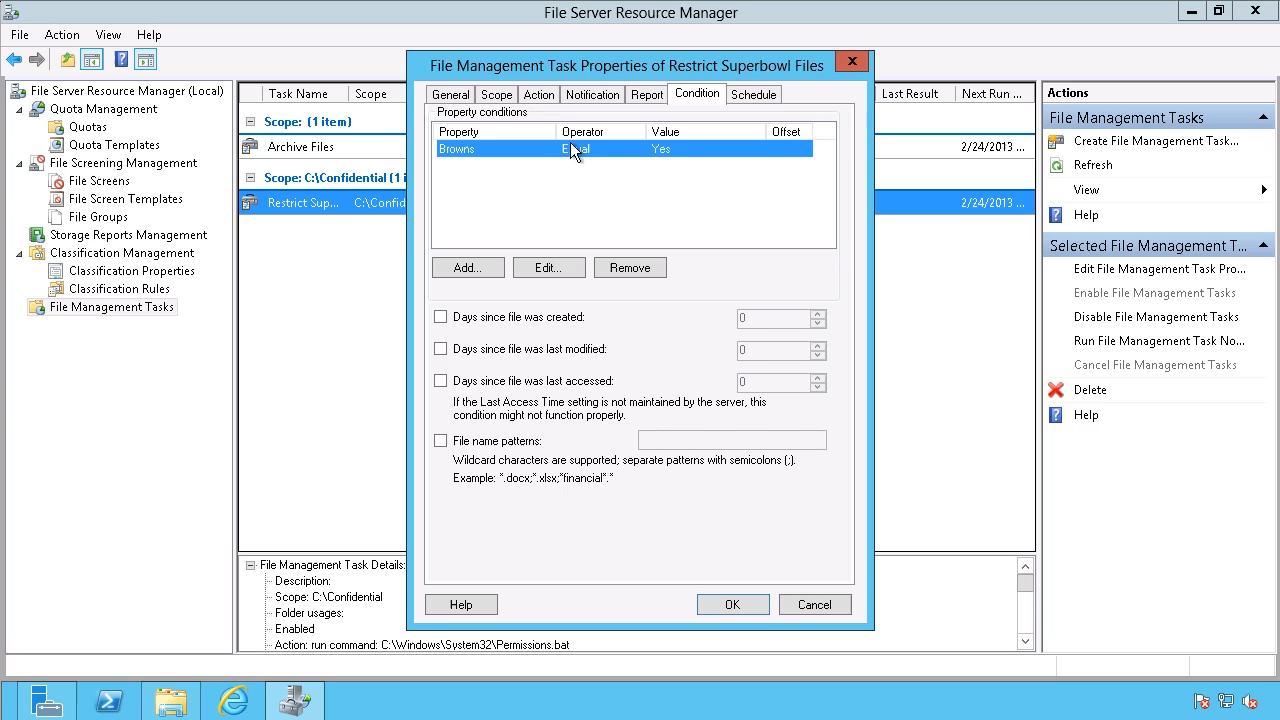 File Server Resource Manager
File Action View Help
File Server Resource Manager (Local)
Quota Management
Quotas
Quota Templates
File Screening Management
File Screens
File Screen Templates
File Groups
Storage Reports Management
Classification Management
Classification Properties
Classification Rules
File Management Tasks
Task Name Scope Last Result Next Run ...
Scope: (1 item)
Archive Files 2/24/2013 ...
Scope: C:\Confidential (1 i
Restrict Sup... C:\Confid 2/24/2013 ...
File Management Task Details:
Description:
Scope: C:\Confidential
Folder usages:
Enabled
Action: run command: C:\Windows\System32\Permissions.bat
File Management Task Properties of Restrict Superbowl Files
General Scope Action Notification Report Condition Schedule
Property conditions
Property Operator Value Offset
Browns Equal Yes
Add... Edit... Remove
Days since file was created: 0
Days since file was last modified: 0
Days since file was last accessed: 0
If the Last Access Time setting is not maintained by the server, this
condition might not function properly.
File name patterns:
Wildcard characters are supported; separate patterns with semicolons (;).
Example: *.docx;*.xlsx;*financial*.*
Help OK Cancel
Actions
File Management Tasks
Create File Management Task...
Refresh
View
Help
Selected File Management T...
Edit File Management Task Pro...
Enable File Management Tasks
Disable File Management Tasks
Run File Management Task No...
Cancel File Management Tasks
Delete
Help